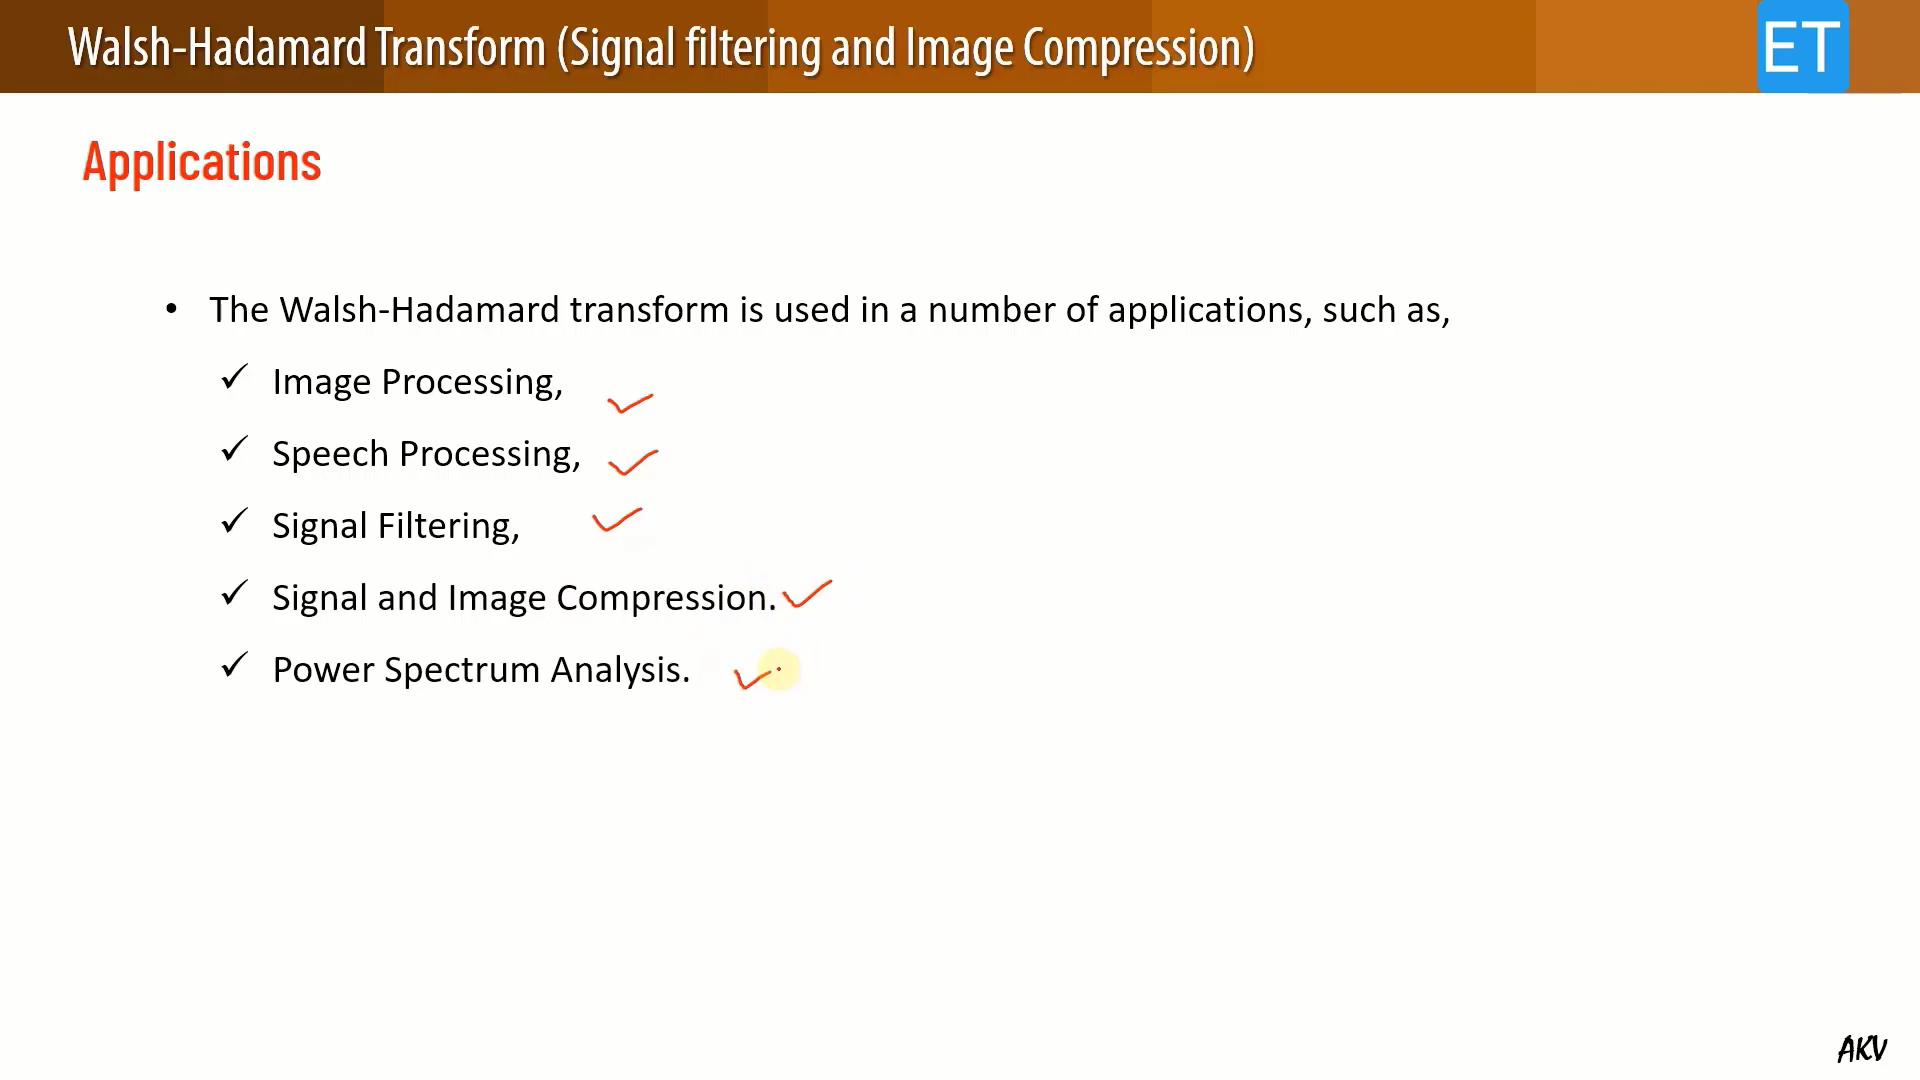 Walsh-Hadamard Transform (Signal filtering and Image Compression)
ET
Applications
• The Walsh-Hadamard transform is used in a number of applications, such as,
✓ Image Processing,
✓ Speech Processing,
✓ Signal Filtering,
✓ Signal and Image Compression.
✓ Power Spectrum Analysis.
AKV